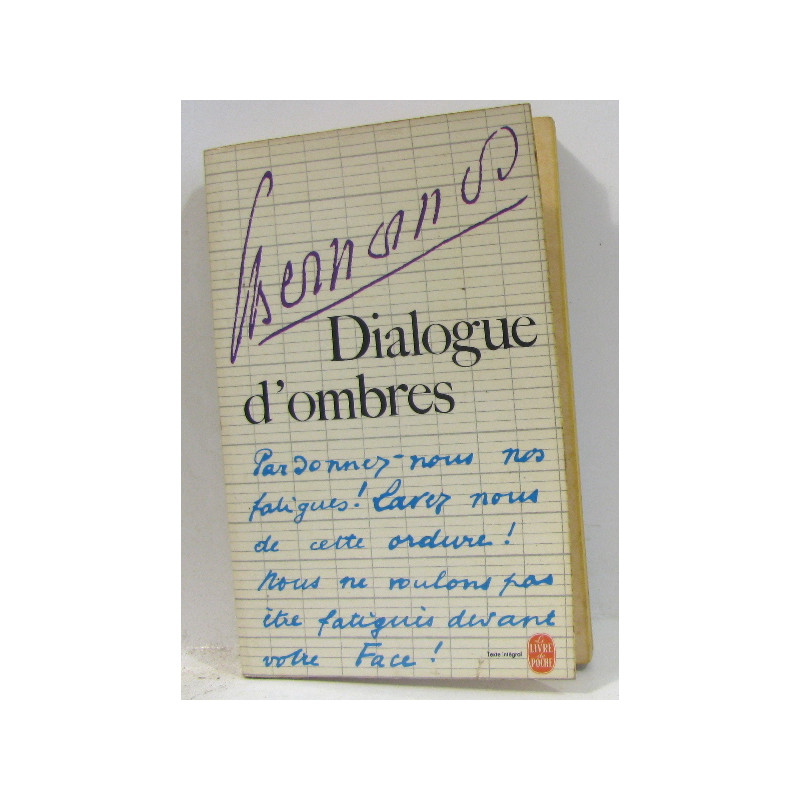 Bernanos
Dialogue
d'ombres
Pardonnez-nous nos
fatigues! Lavez nous
de cette ordure!
Nous ne voulons pas
être fatigués devant
votre Face!
Texte intégral
Le
LIVRE
de
POCHE